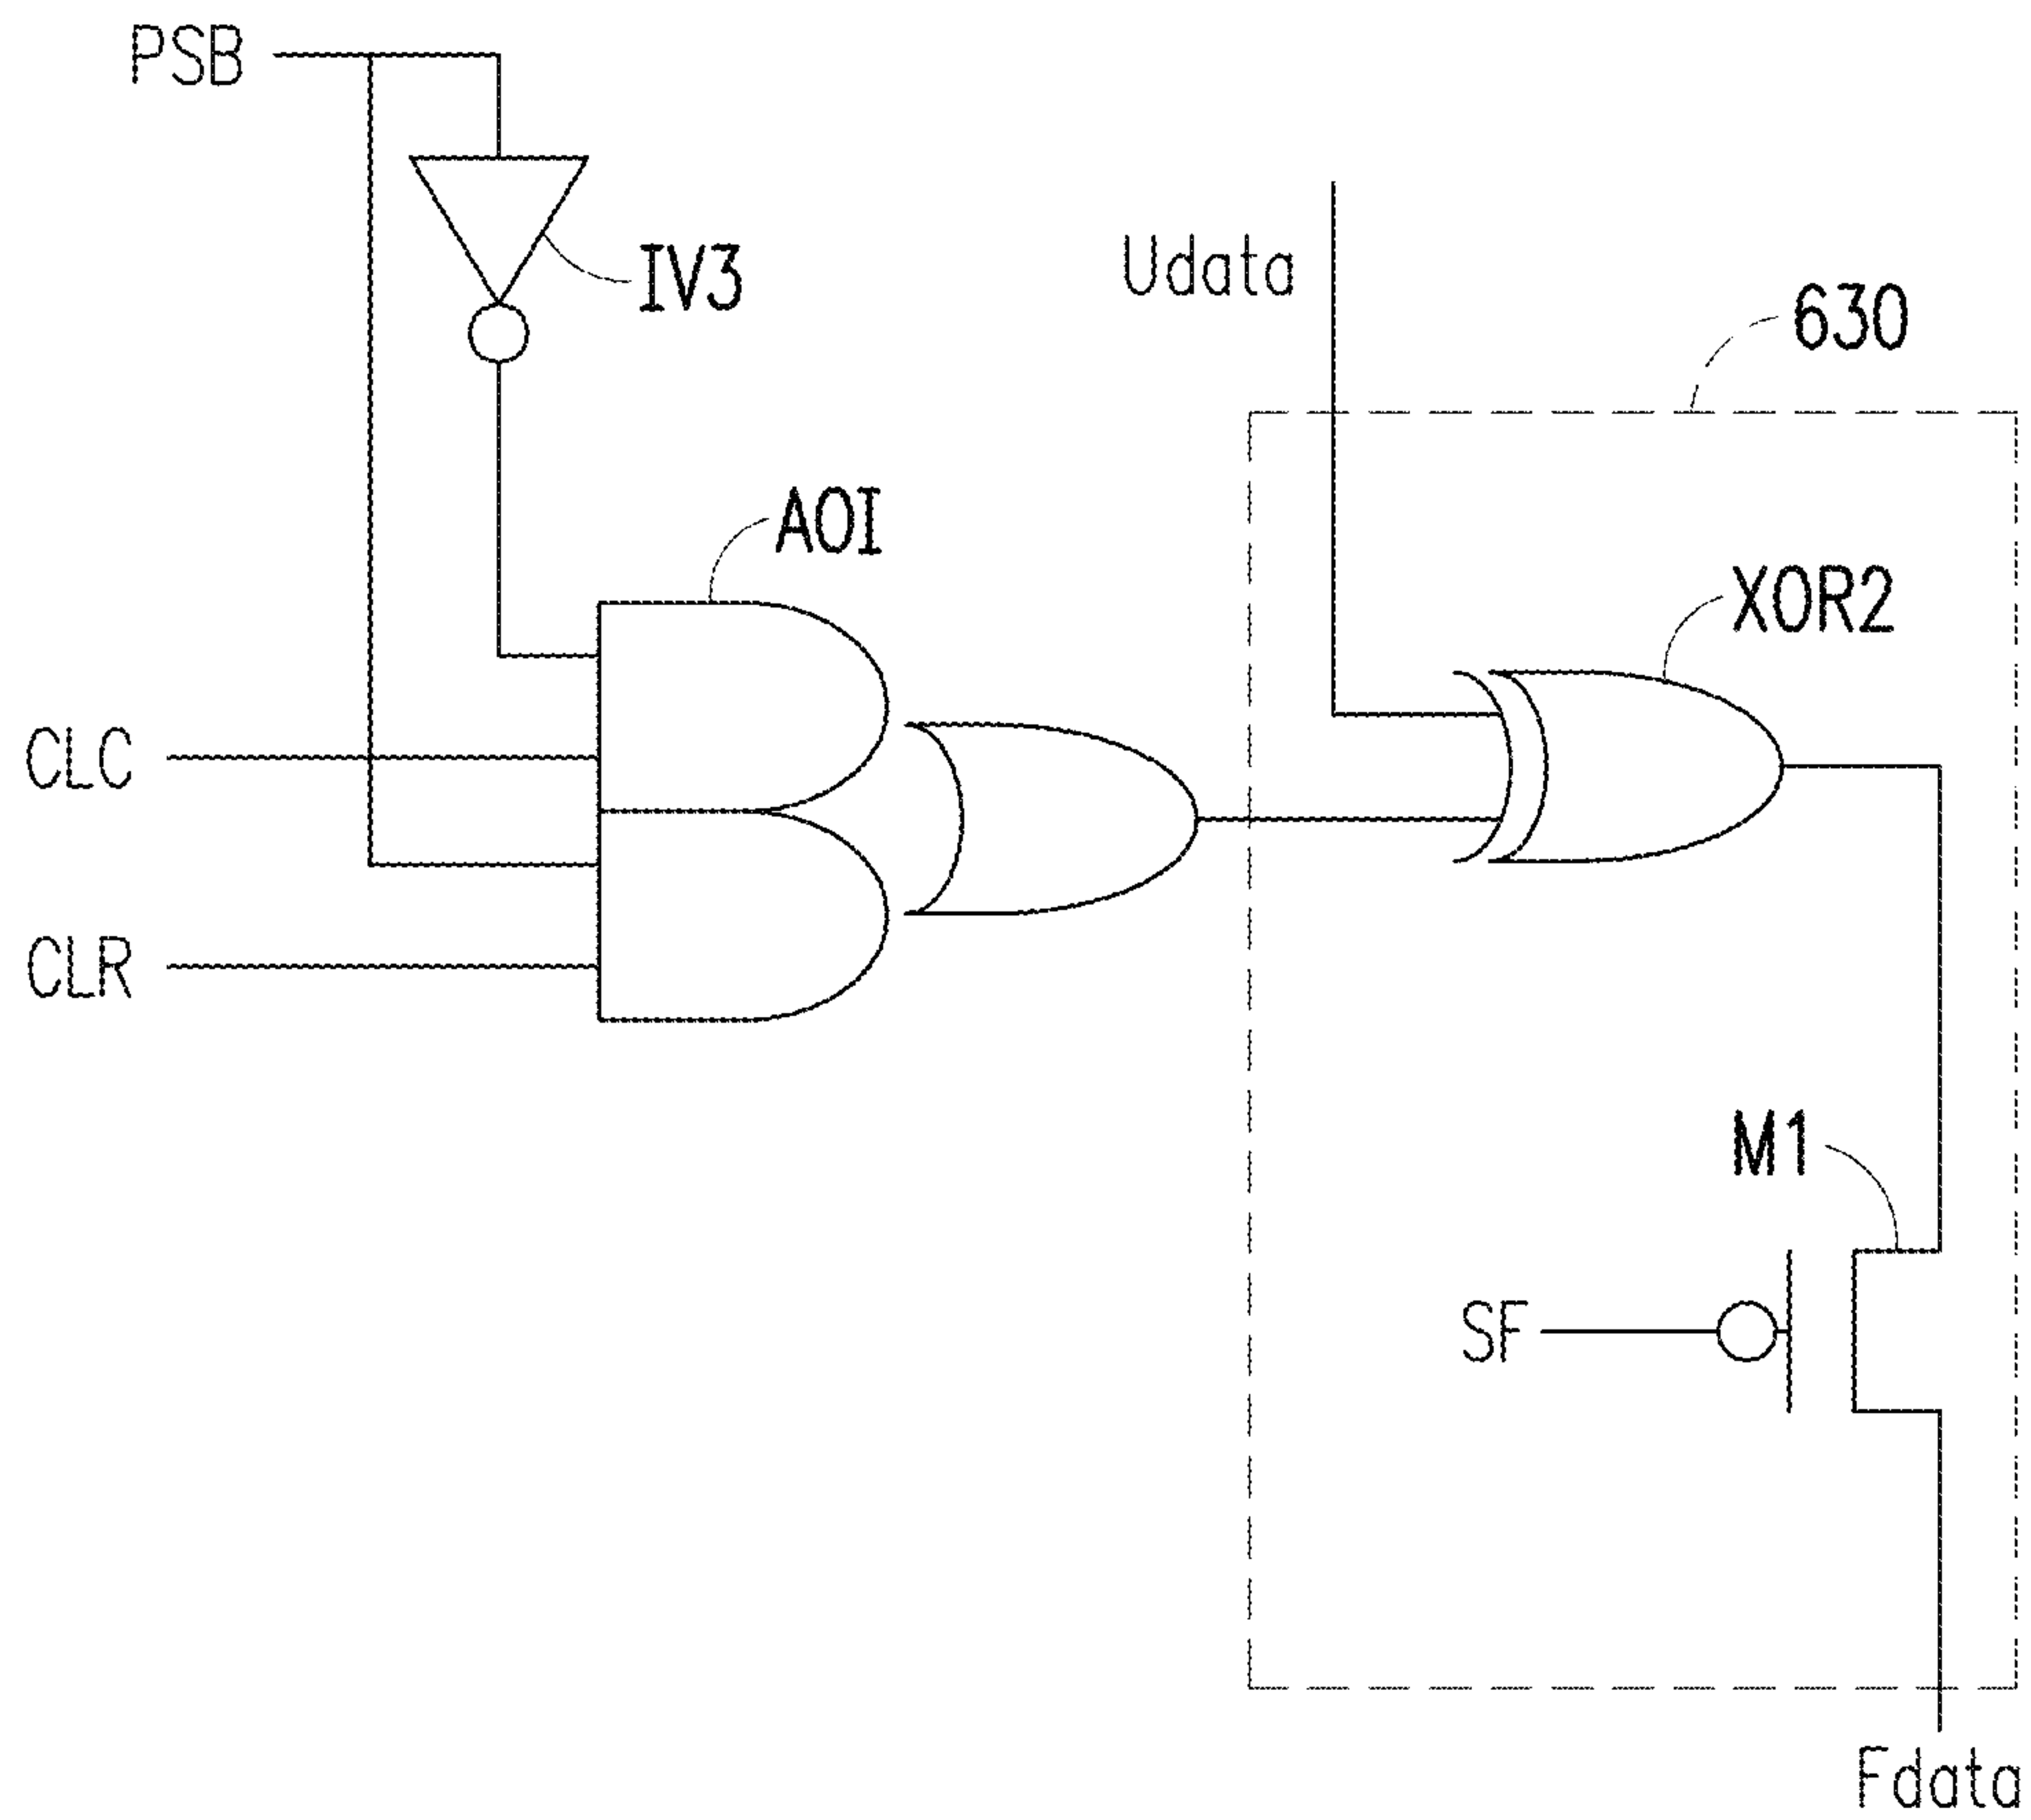 PSB
IV3
Udata
630
AOI
XOR2
CLC
CLR
M1
SF
Fdata